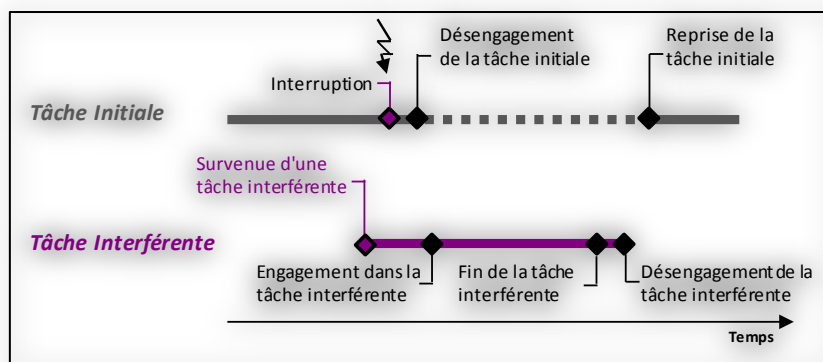 Désengagement
de la tâche initiale
Reprise de la
tâche initiale
Interruption
Tâche Initiale
Survenue d'une
tâche interférente
Tâche Interférente
Engagement dans la
tâche interférente
Fin de la tâche
interférente
Désengagement de la
tâche interférente
Temps